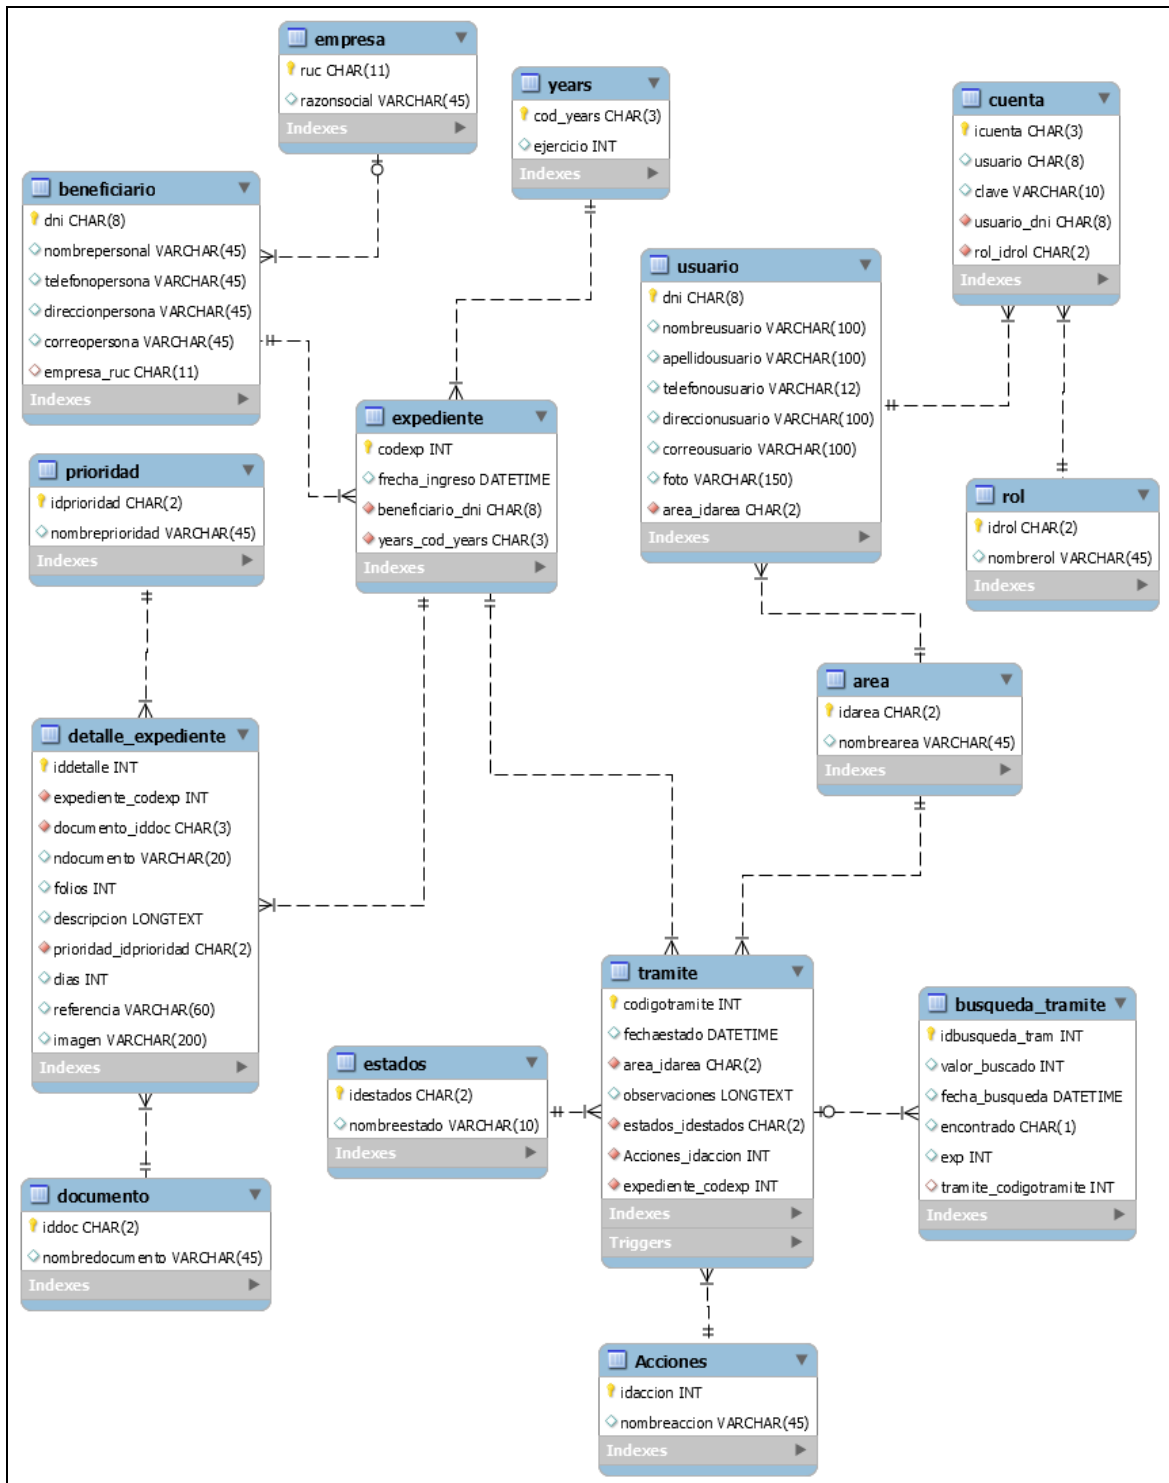 empresa
ruc CHAR(11)
razonsocial VARCHAR(45)
Indexes
years
cod_years CHAR(3)
ejercicio INT
Indexes
cuenta
icuenta CHAR(3)
usuario CHAR(8)
clave VARCHAR(10)
usuario_dni CHAR(8)
rol_idrol CHAR(2)
Indexes
beneficiario
dni CHAR(8)
nombrepersonal VARCHAR(45)
telefonopersona VARCHAR(45)
direccionpersona VARCHAR(45)
correopersona VARCHAR(45)
empresa_ruc CHAR(11)
Indexes
usuario
dni CHAR(8)
nombreusuario VARCHAR(100)
apellidousuario VARCHAR(100)
telefonousuario VARCHAR(12)
direccionusuario VARCHAR(100)
correousuario VARCHAR(100)
foto VARCHAR(150)
area_idarea CHAR(2)
Indexes
expediente
codexp INT
frecha_ingreso DATETIME
beneficiario_dni CHAR(8)
years_cod_years CHAR(3)
Indexes
prioridad
idprioridad CHAR(2)
nombreprioridad VARCHAR(45)
Indexes
rol
idrol CHAR(2)
nombrerol VARCHAR(45)
Indexes
area
idarea CHAR(2)
nombrearea VARCHAR(45)
Indexes
detalle_expediente
iddetalle INT
expediente_codexp INT
documento_iddoc CHAR(3)
ndocumento VARCHAR(20)
folios INT
descripcion LONGTEXT
prioridad_idprioridad CHAR(2)
dias INT
referencia VARCHAR(60)
imagen VARCHAR(200)
Indexes
tramite
codigotramite INT
fechaestado DATETIME
area_idarea CHAR(2)
observaciones LONGTEXT
estados_idestados CHAR(2)
Acciones_idaccion INT
expediente_codexp INT
Indexes
Triggers
busqueda_tramite
idbusqueda_tram INT
valor_buscado INT
fecha_busqueda DATETIME
encontrado CHAR(1)
exp INT
tramite_codigotramite INT
Indexes
estados
idestados CHAR(2)
nombreestado VARCHAR(10)
Indexes
documento
iddoc CHAR(2)
nombredocumento VARCHAR(45)
Indexes
Acciones
idaccion INT
nombreaccion VARCHAR(45)
Indexes